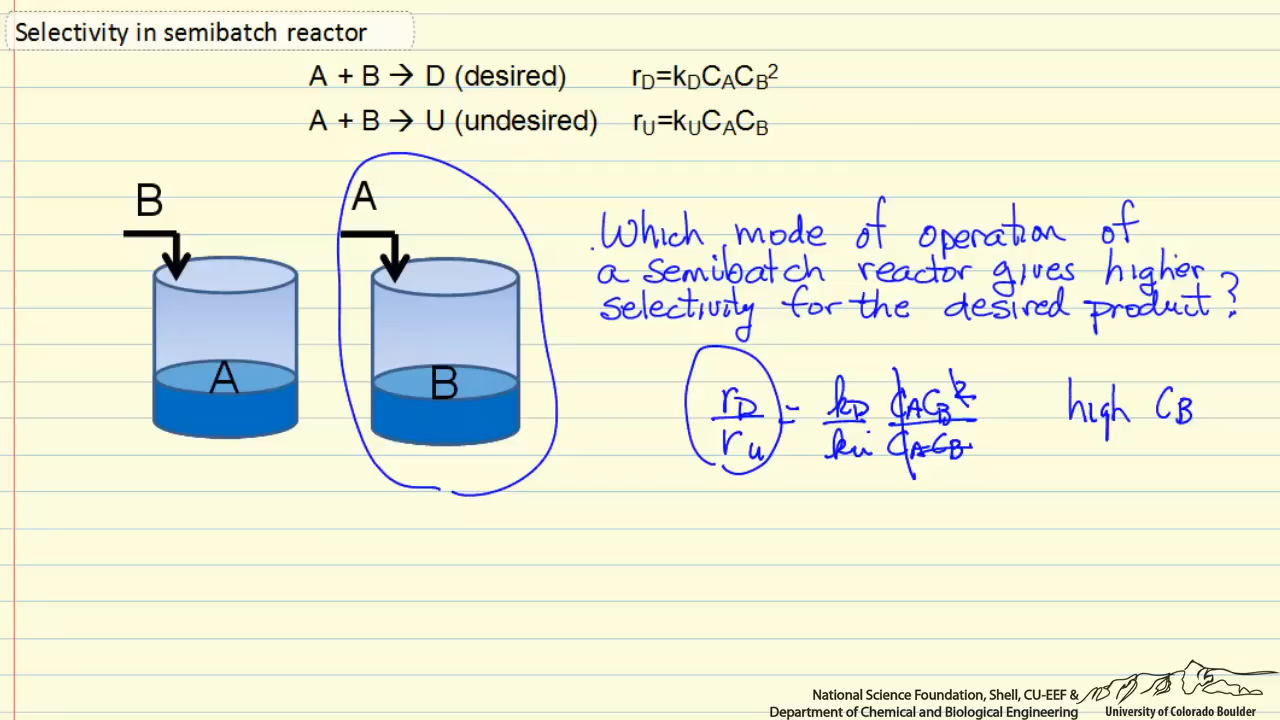 Selectivity in semibatch reactor
A + B → D (desired) rD=kDCACB²
A + B → U (undesired) rU=kUCACB
B
A
A
B
Which mode of operation of
a semibatch reactor gives higher
selectivity for the desired product?
rD/ru = kD/ku CACB²/CACB high CB
National Science Foundation, Shell, CU-EEF &
Department of Chemical and Biological Engineering
University of Colorado Boulder